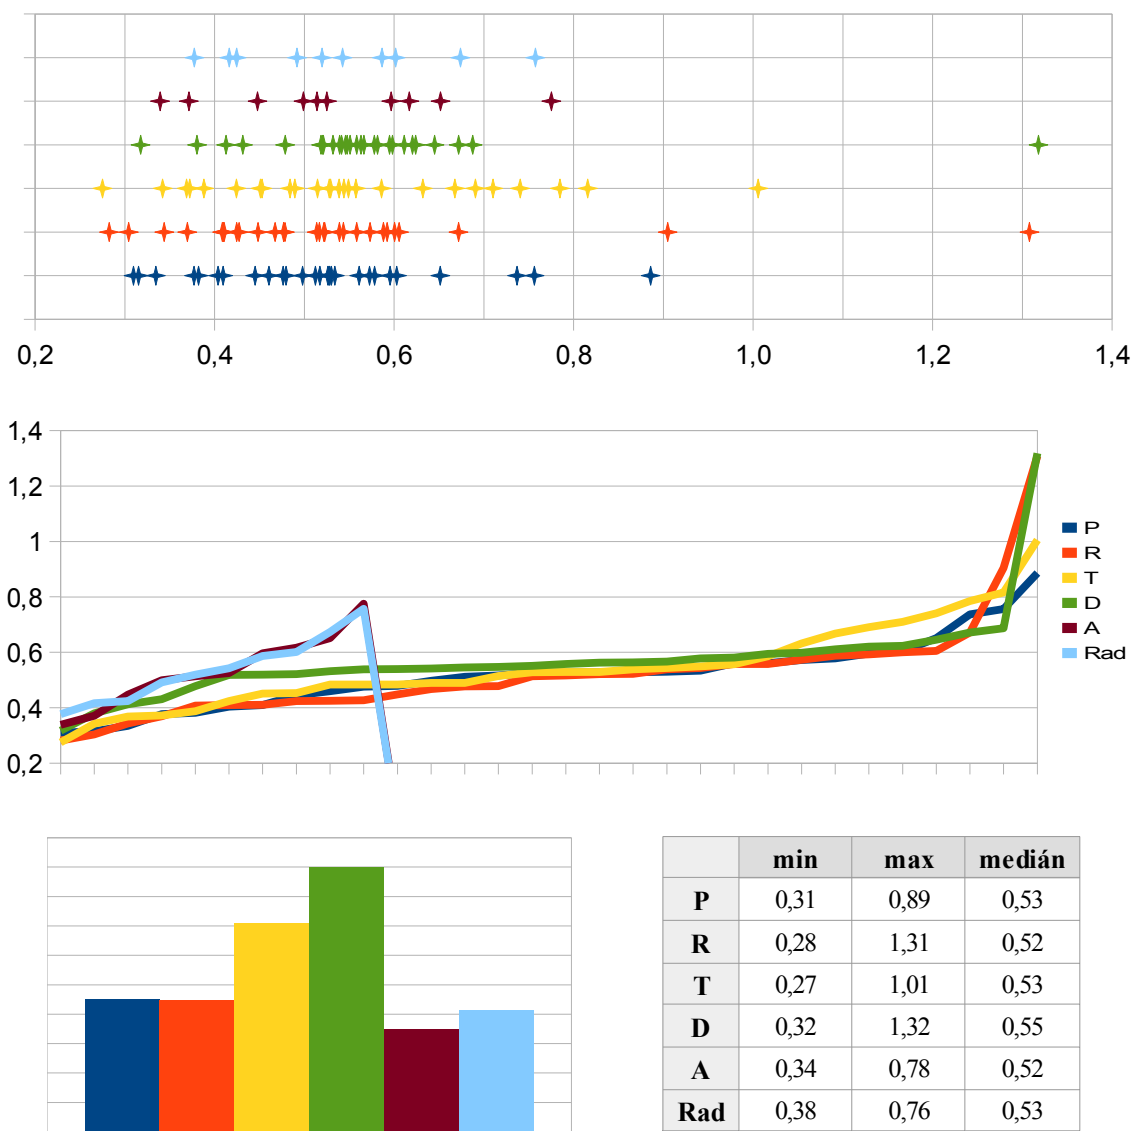 0,2 0,4 0,6 0,8 1,0 1,2 1,4
1,4
1,2
1
0,8
0,6
0,4
0,2
P
R
T
D
A
Rad
min max medián
P 0,31 0,89 0,53
R 0,28 1,31 0,52
T 0,27 1,01 0,53
D 0,32 1,32 0,55
A 0,34 0,78 0,52
Rad 0,38 0,76 0,53